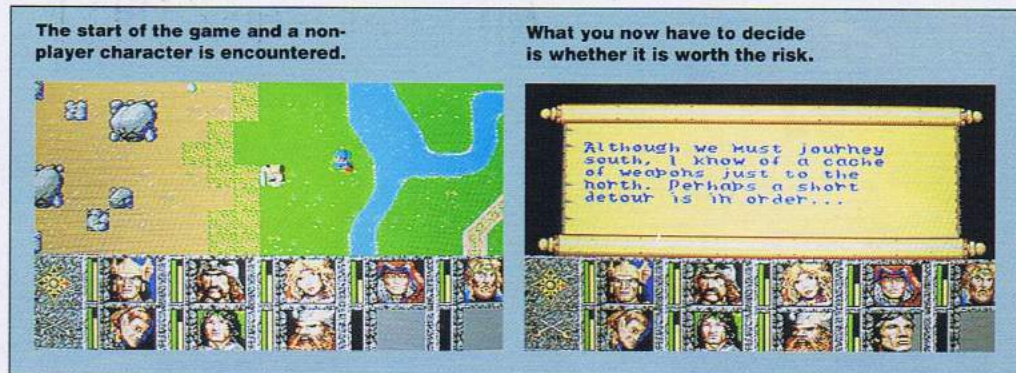 The start of the game and a non-
player character is encountered.
What you now have to decide
is whether it is worth the risk.
Although we must journey
south, I know of a cache
of weapons just to the
north. Perhaps a short
detour is in order...